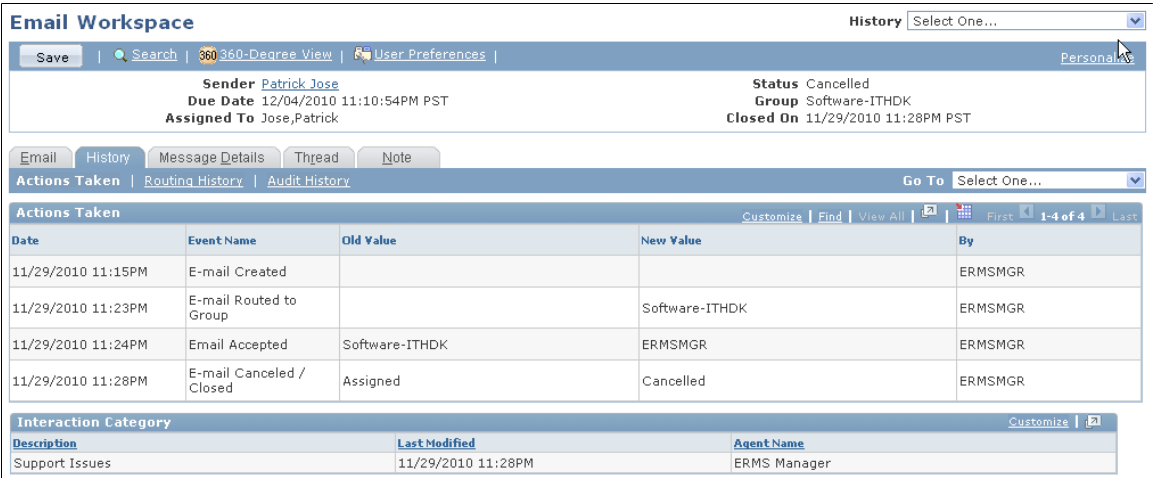 Email Workspace
History Select One...
Save | Search | 360 360-Degree View | User Preferences |
Sender Patrick Jose Status Cancelled
Due Date 12/04/2010 11:10:54PM PST Group Software-ITHDK
Assigned To Jose,Patrick Closed On 11/29/2010 11:28PM PST
Email History Message Details Thread Note
Actions Taken | Routing History | Audit History Go To Select One...
Actions Taken Customize | Find | View All | | First 1-4 of 4 Last
Date Event Name Old Value New Value By
11/29/2010 11:15PM E-mail Created ERMSMGR
11/29/2010 11:23PM E-mail Routed to Group Software-ITHDK ERMSMGR
11/29/2010 11:24PM Email Accepted Software-ITHDK ERMSMGR ERMSMGR
11/29/2010 11:28PM E-mail Canceled / Closed Assigned Cancelled ERMSMGR
Interaction Category Customize |
Description Last Modified Agent Name
Support Issues 11/29/2010 11:28PM ERMS Manager